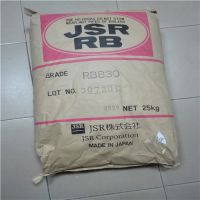 JSR
RB
GRADE RB830
LOT NO.
NET 25kg
JSR JSR株式会社
JSR Corporation
MADE IN JAPAN